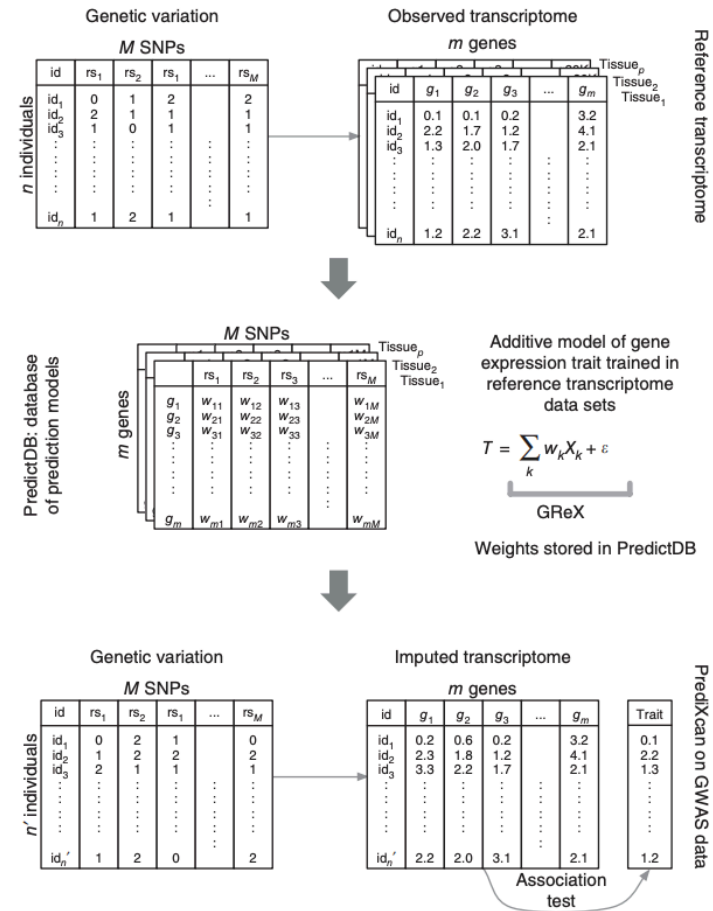 Genetic variation
M SNPs
n individuals
id rs1 rs2 rs1 ... rsM
id1 0 1 2 2
id2 2 1 1 1
id3 1 0 1 1
idn 1 2 1 1
Observed transcriptome
m genes
Tissuep
Tissue2
Tissue1
id g1 g2 g3 ... gm
id1 0.1 0.1 0.2 3.2
id2 2.2 1.7 1.2 4.1
id3 1.3 2.0 1.7 2.1
idn 1.2 2.2 3.1 2.1
Reference transcriptome
PredictDB: database
of prediction models
M SNPs
m genes
Tissuep
Tissue2
Tissue1
rs1 rs2 rs3 ... rsM
g1 w11 w12 w13 w1M
g2 w21 w22 w23 w2M
g3 w31 w32 w33 w3M
gm wm1 wm2 wm3 wmM
Additive model of gene
expression trait trained in
reference transcriptome
data sets
T = ∑ wkXk + ε
k
GReX
Weights stored in PredictDB
Genetic variation
M SNPs
n′ individuals
id rs1 rs2 rs1 ... rsM
id1 0 2 1 0
id2 1 2 2 2
id3 2 1 1 1
idn′ 1 2 0 2
Imputed transcriptome
m genes
id g1 g2 g3 ... gm
id1 0.2 0.6 0.2 3.2
id2 2.3 1.8 1.2 4.1
id3 3.3 2.2 1.7 2.1
idn′ 2.2 2.0 3.1 2.1
Trait
0.1
2.2
1.3
1.2
Association
test
PrediXcan on GWAS data